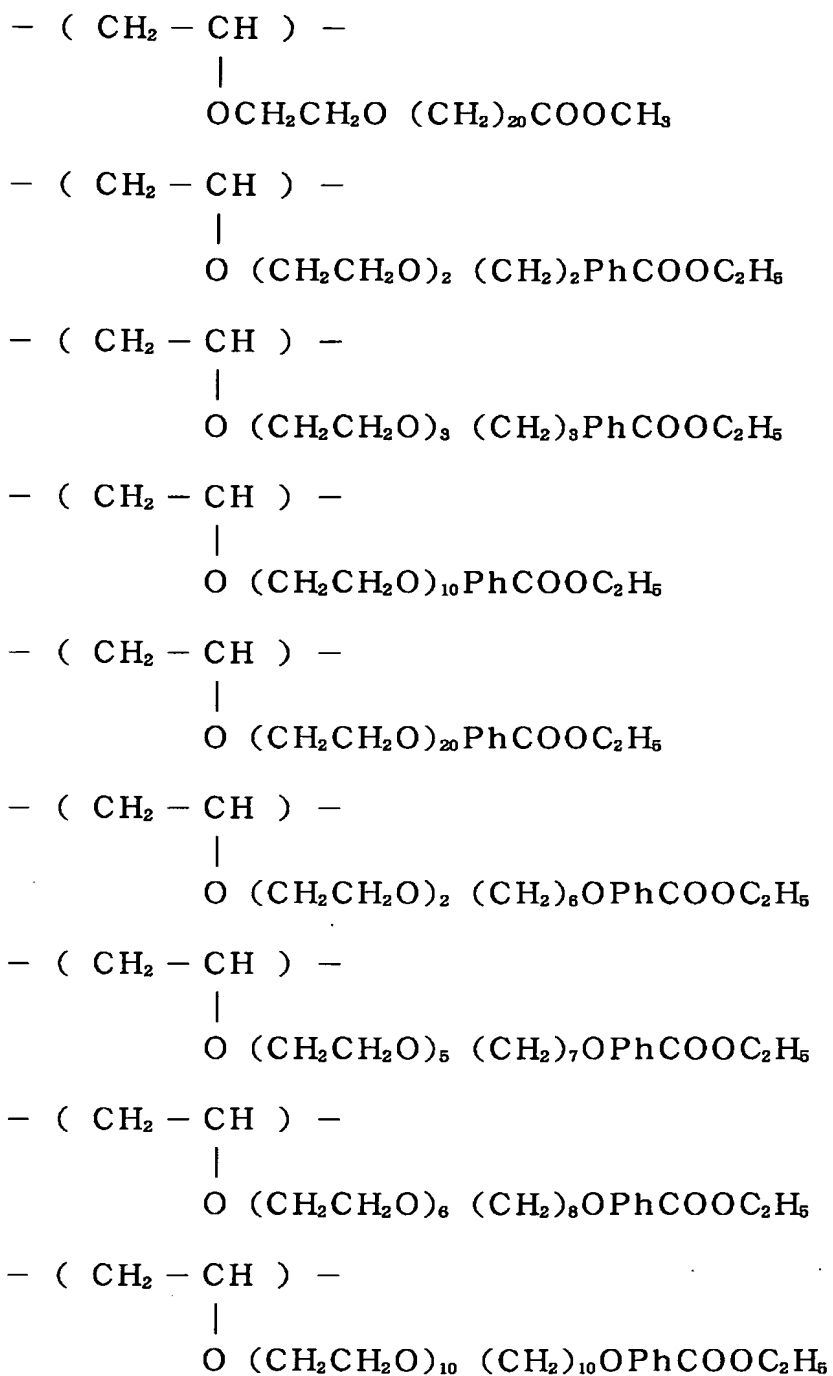 — ( CH₂ — CH ) —
|
OCH₂CH₂O (CH₂)₂₀COOCH₃
— ( CH₂ — CH ) —
|
O (CH₂CH₂O)₂ (CH₂)₂PhCOOC₂H₅
— ( CH₂ — CH ) —
|
O (CH₂CH₂O)₃ (CH₂)₃PhCOOC₂H₅
— ( CH₂ — CH ) —
|
O (CH₂CH₂O)₁₀PhCOOC₂H₅
— ( CH₂ — CH ) —
|
O (CH₂CH₂O)₂₀PhCOOC₂H₅
— ( CH₂ — CH ) —
|
O (CH₂CH₂O)₂ (CH₂)₆OPhCOOC₂H₅
— ( CH₂ — CH ) —
|
O (CH₂CH₂O)₅ (CH₂)₇OPhCOOC₂H₅
— ( CH₂ — CH ) —
|
O (CH₂CH₂O)₆ (CH₂)₈OPhCOOC₂H₅
— ( CH₂ — CH ) —
|
O (CH₂CH₂O)₁₀ (CH₂)₁₀OPhCOOC₂H₅